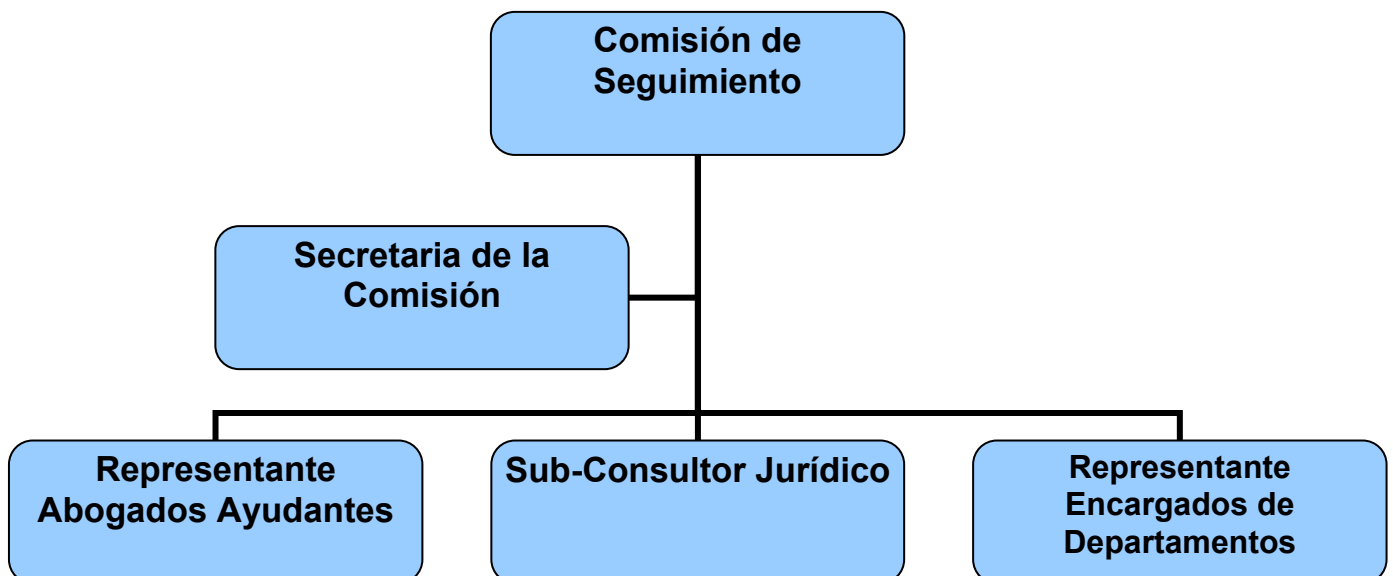 Comisión de
Seguimiento
Secretaria de la
Comisión
Representante
Abogados Ayudantes
Sub-Consultor Jurídico
Representante
Encargados de
Departamentos